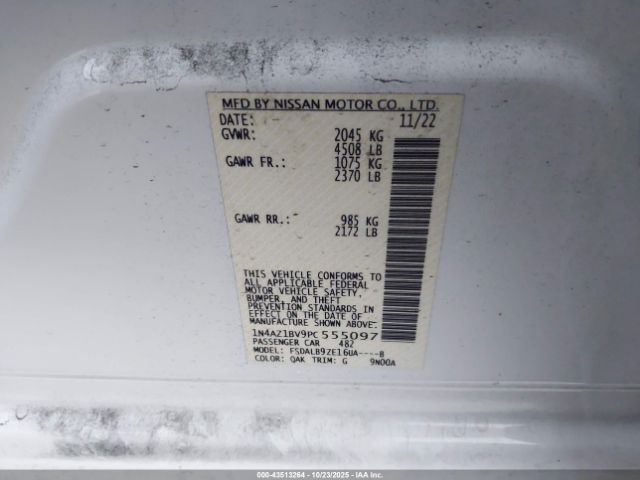 MFD BY NISSAN MOTOR CO., LTD.
DATE: 11/22
GVWR: 2045 KG
4508 LB
GAWR FR.: 1075 KG
2370 LB
GAWR RR.: 985 KG
2172 LB
THIS VEHICLE CONFORMS TO
ALL APPLICABLE FEDERAL
MOTOR VEHICLE SAFETY,
BUMPER, AND THEFT
PREVENTION STANDARDS IN
EFFECT ON THE DATE OF
MANUFACTURE SHOWN ABOVE.
1N4AZ1BV9PC 555097
PASSENGER CAR 482
MODEL: FSDALB9ZE16UA----B
COLOR: QAK TRIM: G 9N00A
000-43513264 | 10/23/2025 | IAA Inc.